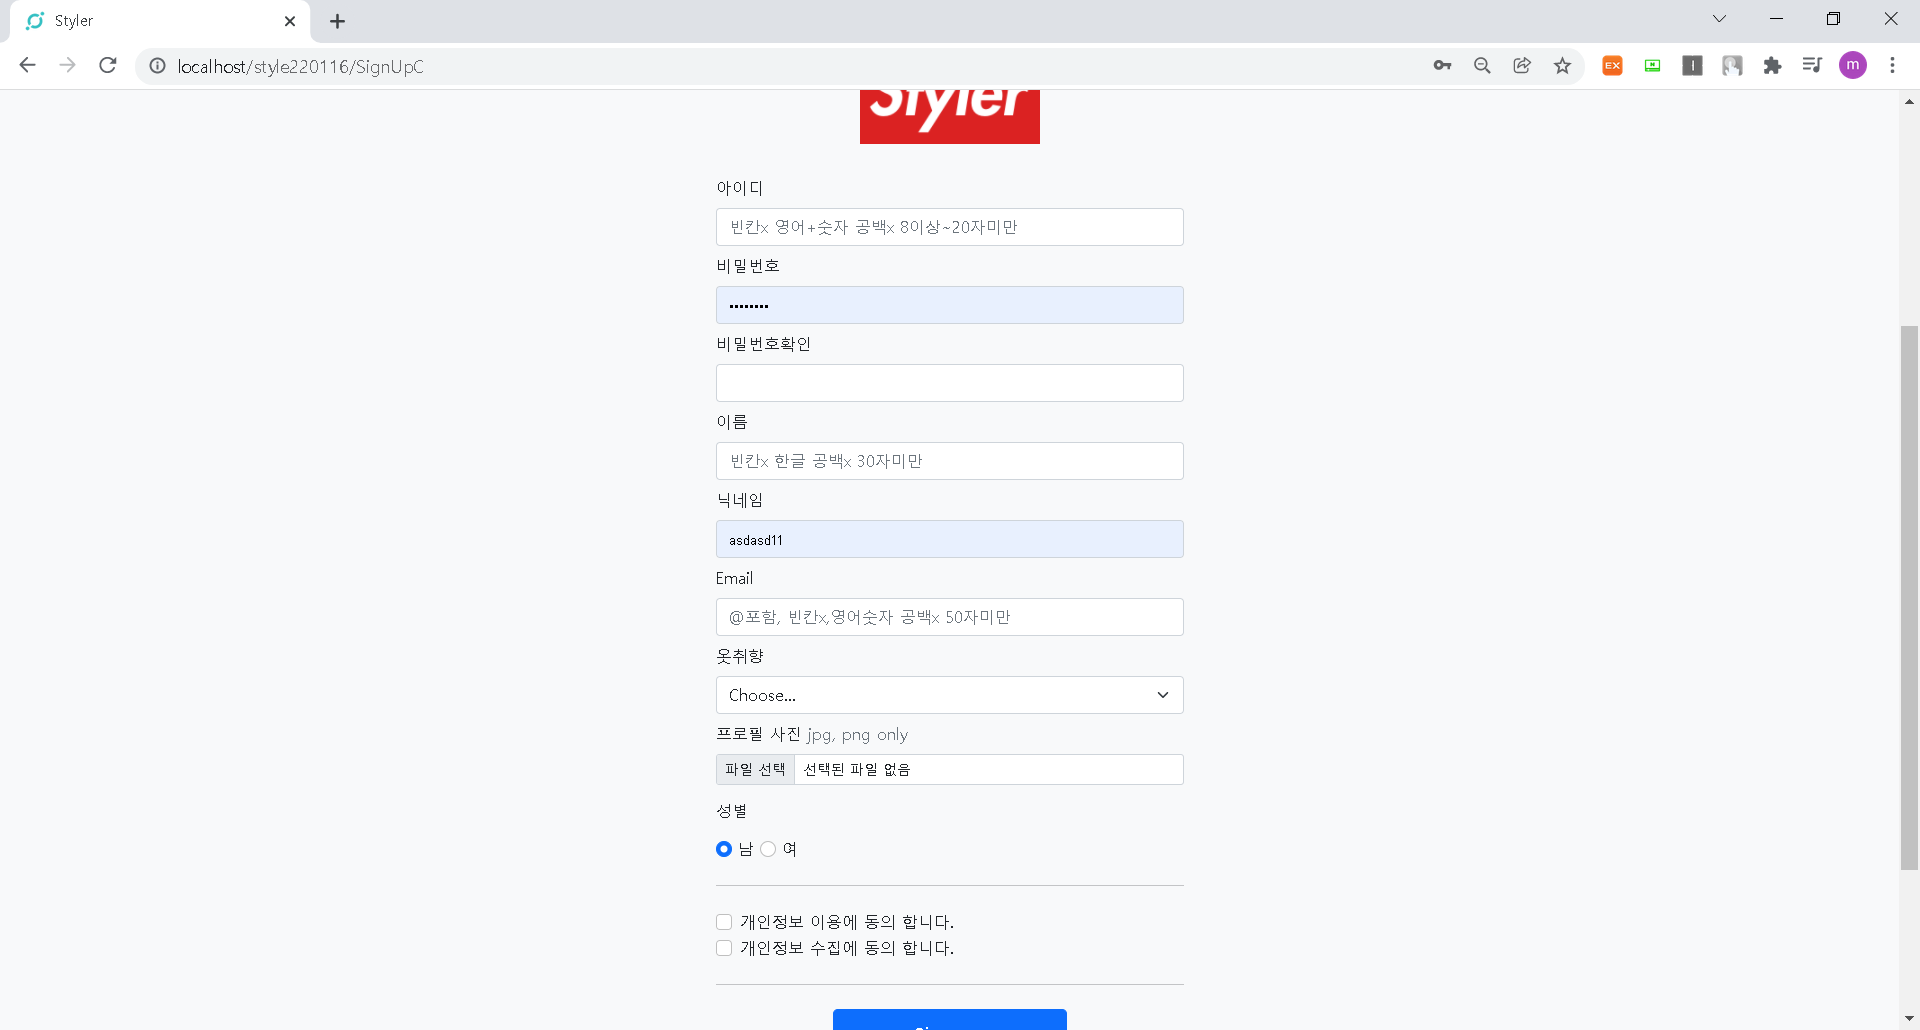 Styler
localhost/style220116/SignUpC
EX
m
Styler
아이디
빈칸x 영어+숫자 공백x 8이상~20자미만
비밀번호
••••••••
비밀번호확인
이름
빈칸x 한글 공백x 30자미만
닉네임
asdasd11
Email
@포함, 빈칸x,영어숫자 공백x 50자미만
옷취향
Choose...
프로필 사진 jpg, png only
파일 선택 선택된 파일 없음
성별
남 여
개인정보 이용에 동의 합니다.
개인정보 수집에 동의 합니다.